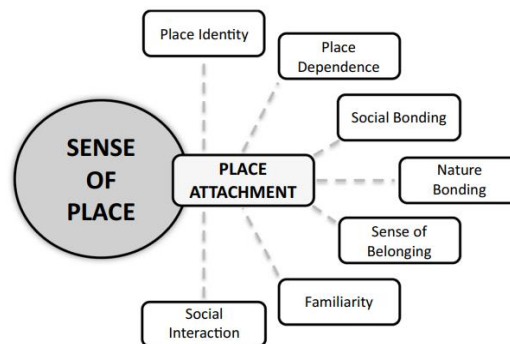 Place Identity
Place
Dependence
Social Bonding
SENSE
OF
PLACE
PLACE
ATTACHMENT
Nature
Bonding
Sense of
Belonging
Familiarity
Social
Interaction